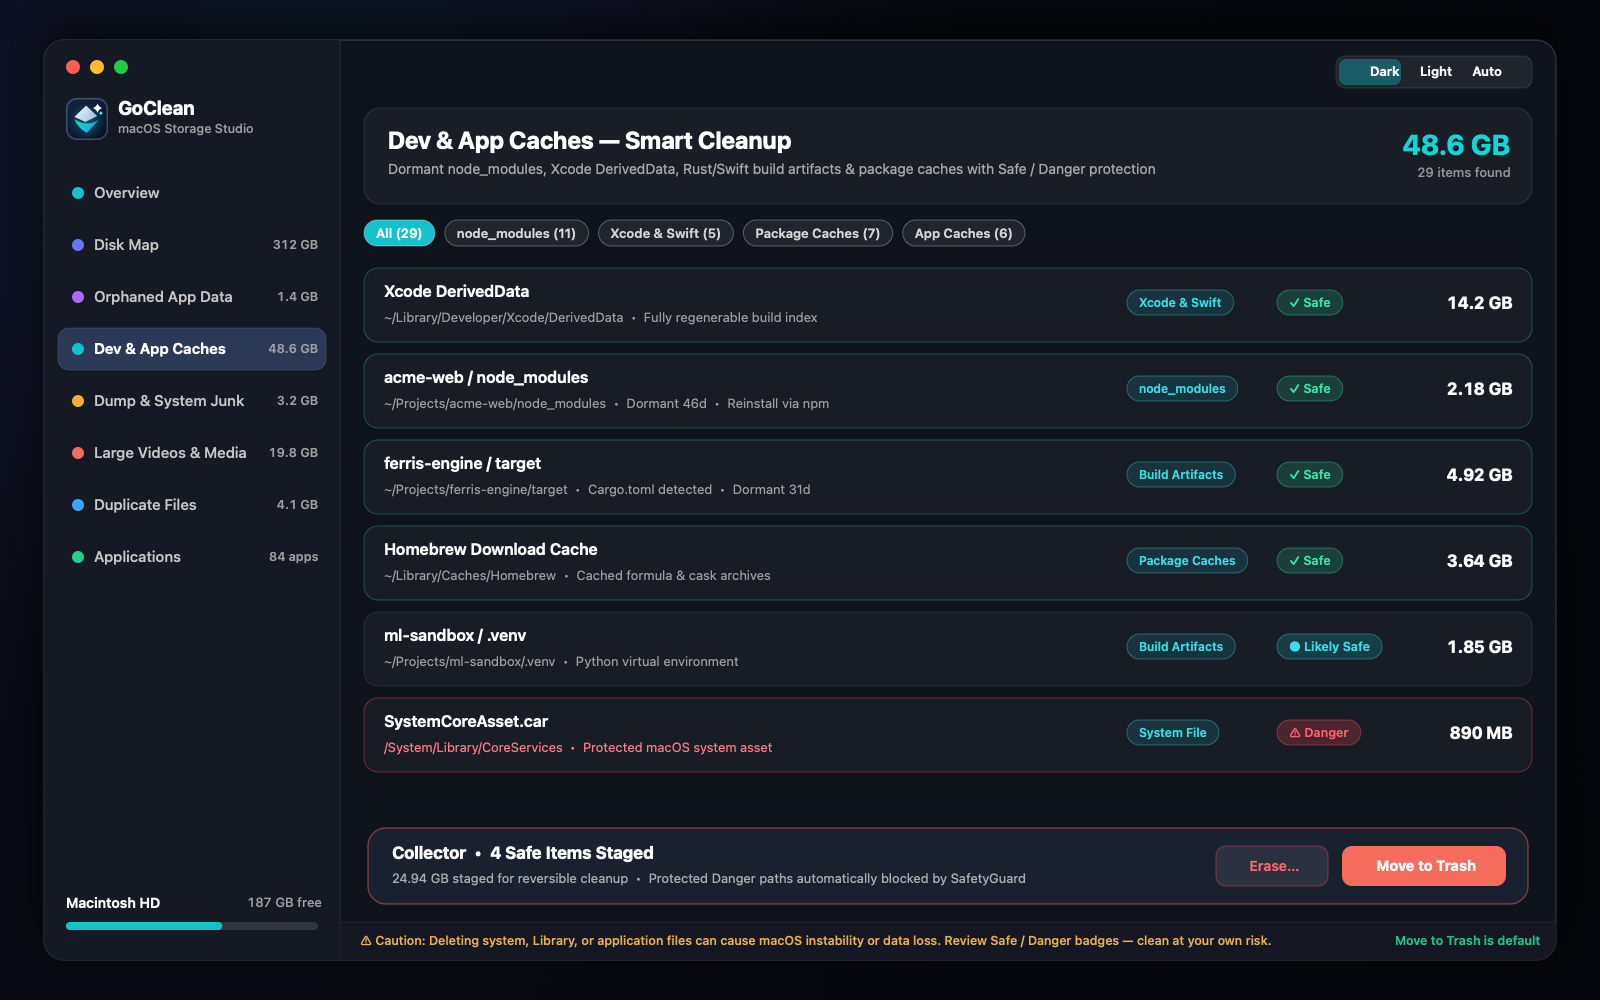 GoClean
macOS Storage Studio
Overview
Disk Map 312 GB
Orphaned App Data 1.4 GB
Dev & App Caches 48.6 GB
Dump & System Junk 3.2 GB
Large Videos & Media 19.8 GB
Duplicate Files 4.1 GB
Applications 84 apps
Macintosh HD 187 GB free
Dark Light Auto
Dev & App Caches — Smart Cleanup
Dormant node_modules, Xcode DerivedData, Rust/Swift build artifacts & package caches with Safe / Danger protection
48.6 GB
29 items found
All (29) node_modules (11) Xcode & Swift (5) Package Caches (7) App Caches (6)
Xcode DerivedData
~/Library/Developer/Xcode/DerivedData • Fully regenerable build index
Xcode & Swift ✓ Safe 14.2 GB
acme-web / node_modules
~/Projects/acme-web/node_modules • Dormant 46d • Reinstall via npm
node_modules ✓ Safe 2.18 GB
ferris-engine / target
~/Projects/ferris-engine/target • Cargo.toml detected • Dormant 31d
Build Artifacts ✓ Safe 4.92 GB
Homebrew Download Cache
~/Library/Caches/Homebrew • Cached formula & cask archives
Package Caches ✓ Safe 3.64 GB
ml-sandbox / .venv
~/Projects/ml-sandbox/.venv • Python virtual environment
Build Artifacts ● Likely Safe 1.85 GB
SystemCoreAsset.car
/System/Library/CoreServices • Protected macOS system asset
System File ⚠ Danger 890 MB
Collector • 4 Safe Items Staged
24.94 GB staged for reversible cleanup • Protected Danger paths automatically blocked by SafetyGuard
Erase... Move to Trash
⚠ Caution: Deleting system, Library, or application files can cause macOS instability or data loss. Review Safe / Danger badges — clean at your own risk.
Move to Trash is default